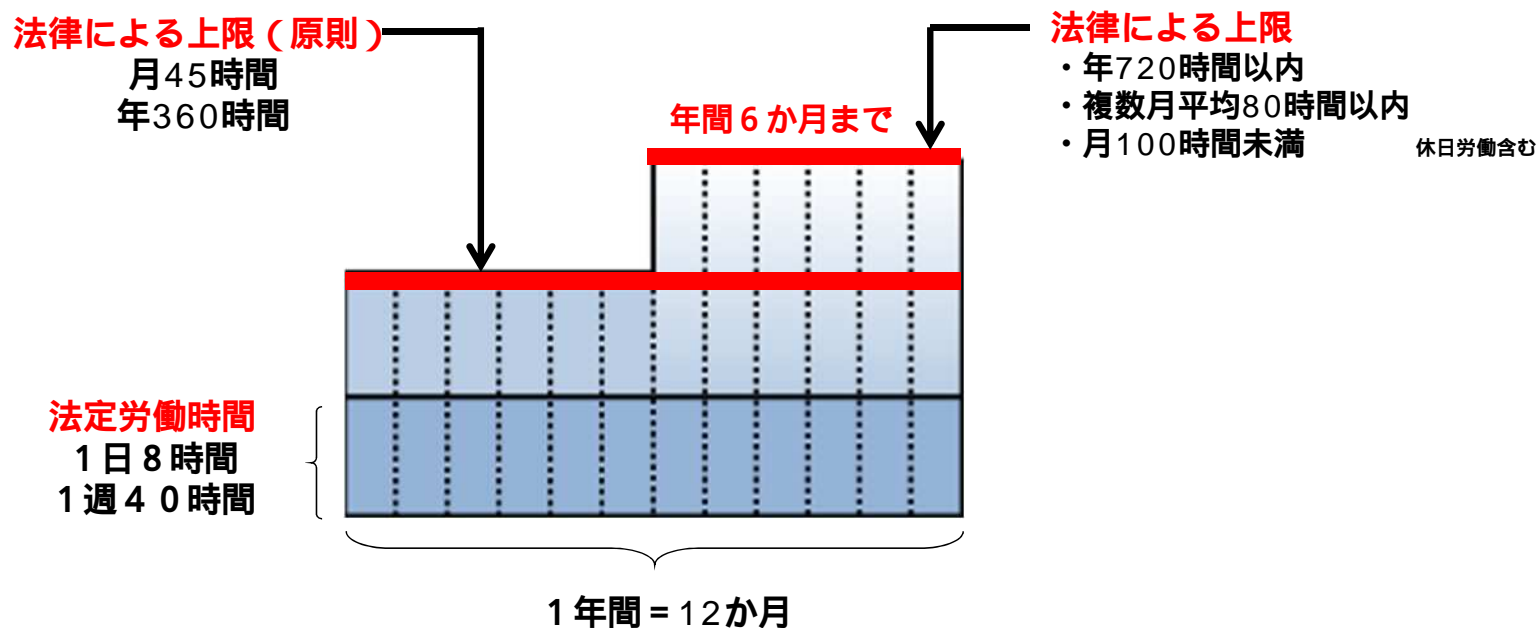 法律による上限（原則）
月45時間
年360時間
法律による上限
・年720時間以内
・複数月平均80時間以内
・月100時間未満 休日労働含む
年間６か月まで
法定労働時間
１日８時間
１週４０時間
１年間＝12か月